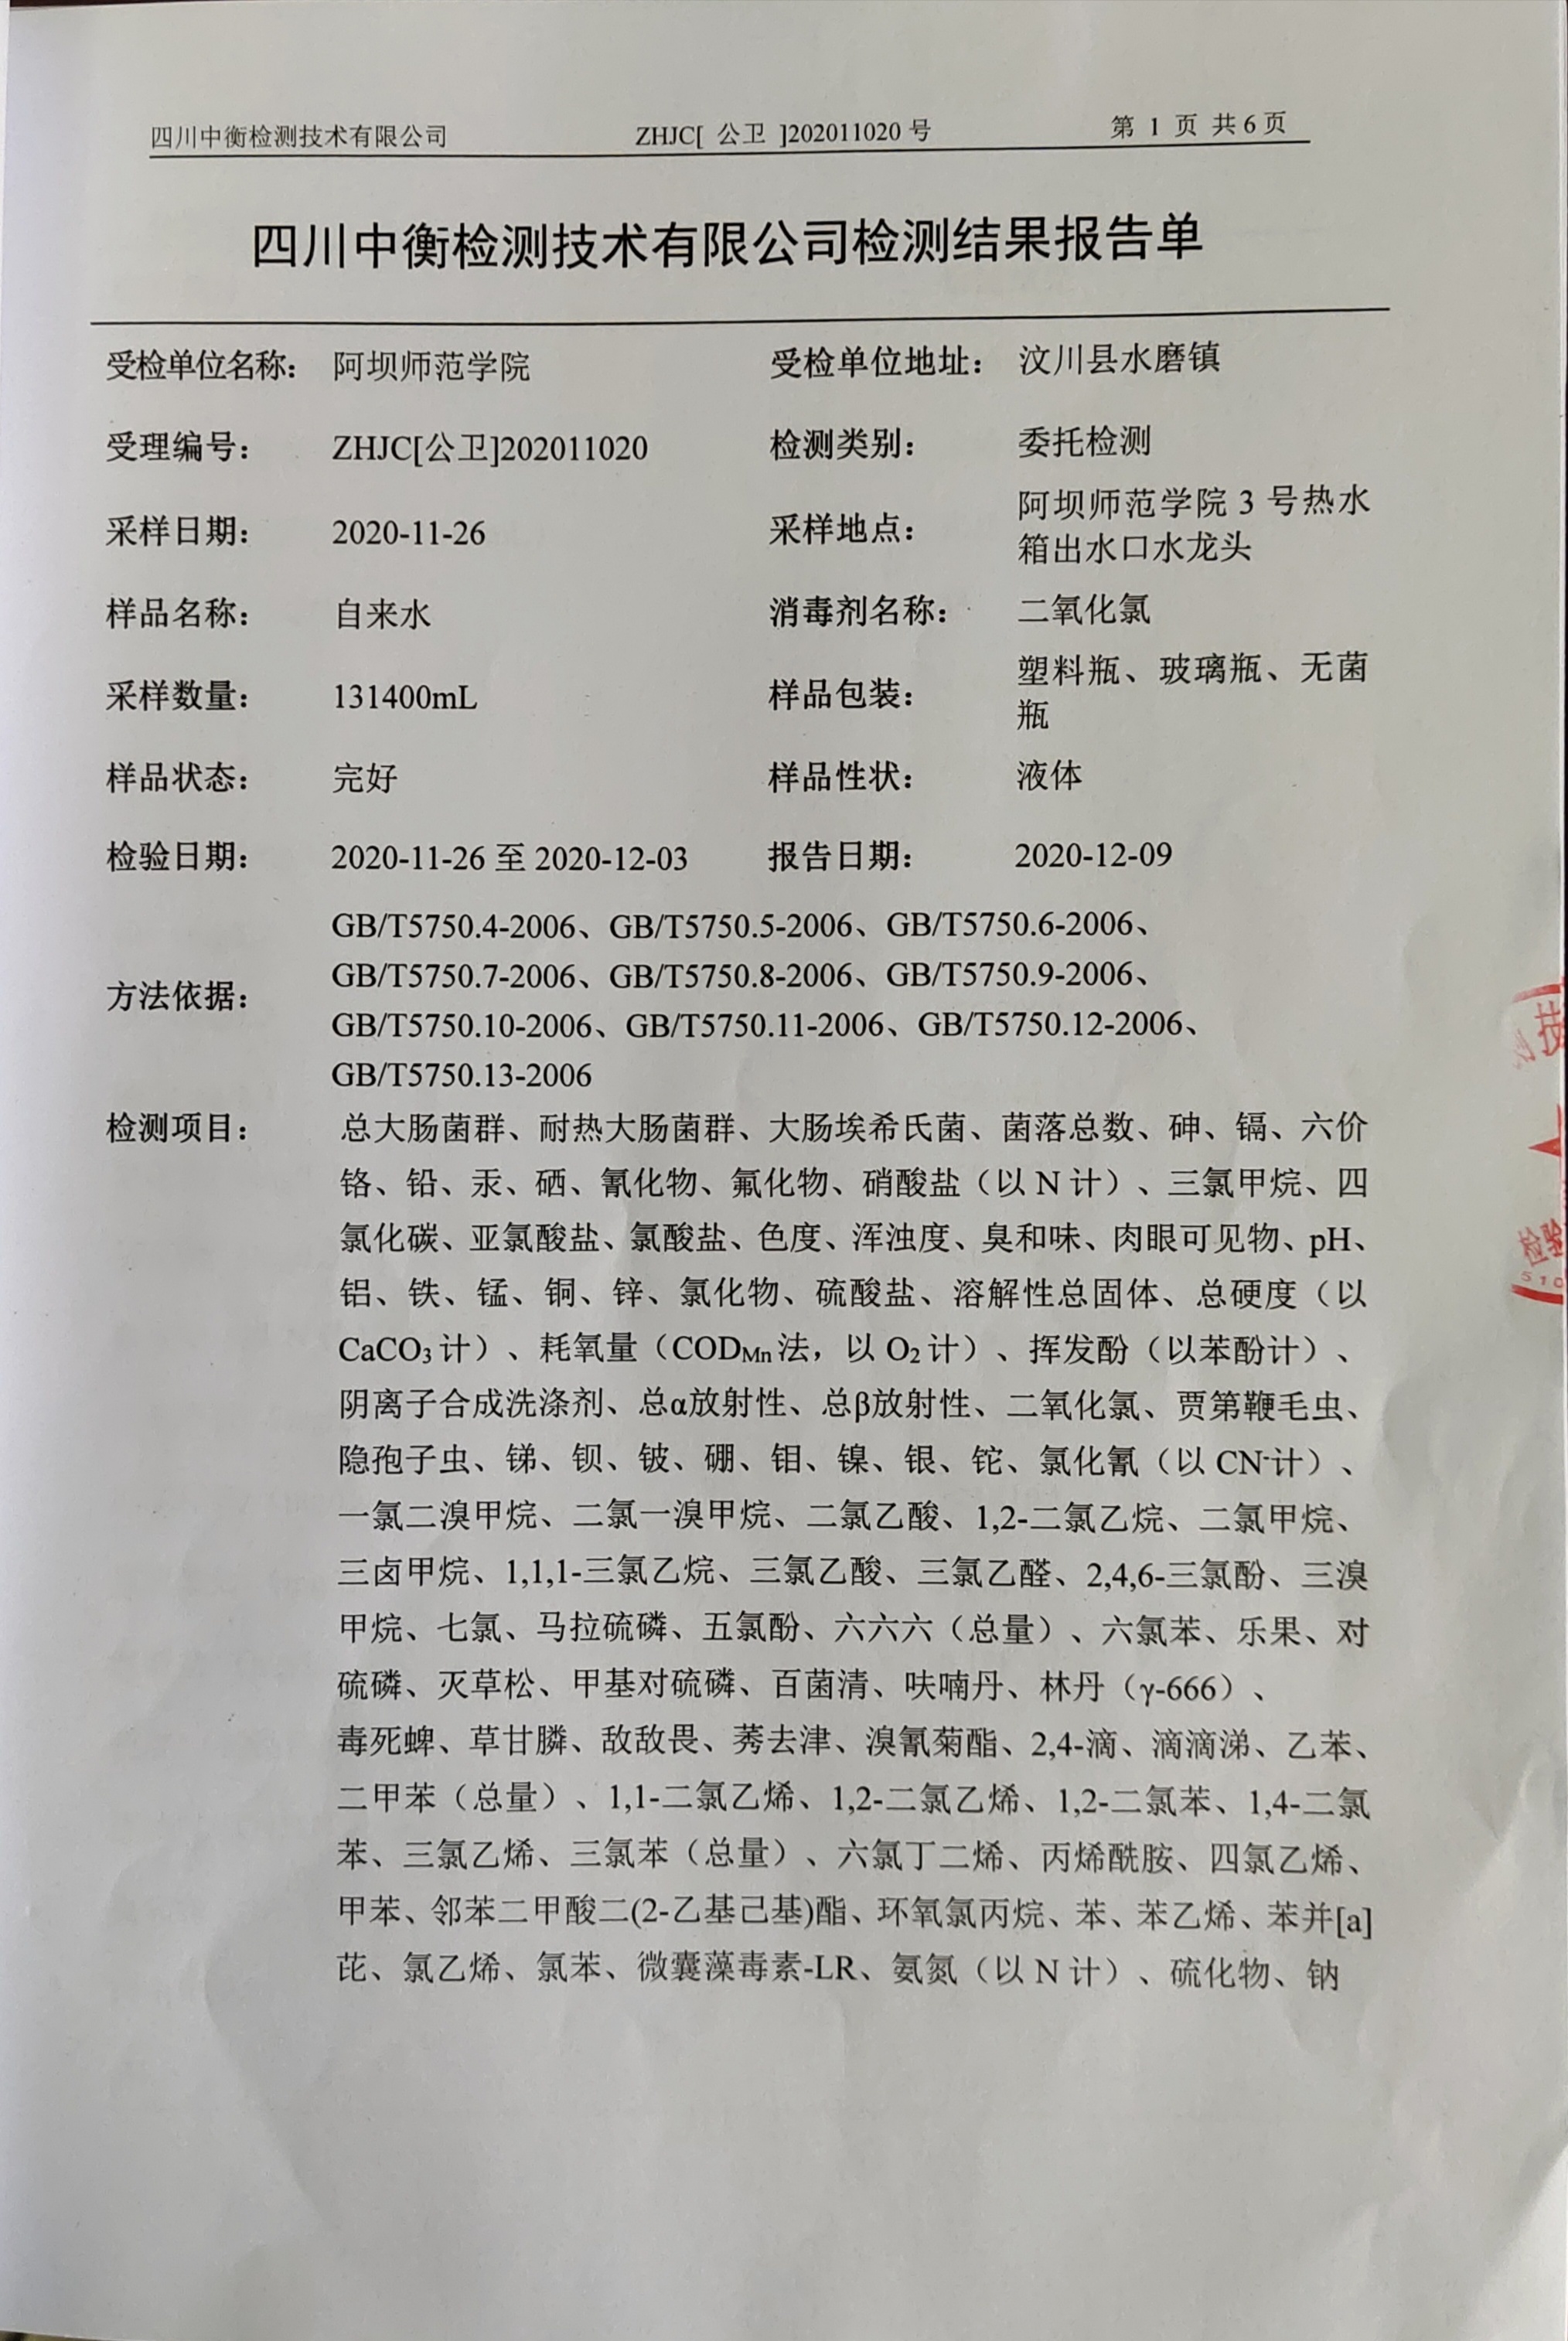 四川中衡检测技术有限公司 ZHJC[ 公卫 ]202011020 号 第 1 页 共 6 页
四川中衡检测技术有限公司检测结果报告单
受检单位名称： 阿坝师范学院 受检单位地址： 汶川县水磨镇
受理编号： ZHJC[公卫]202011020 检测类别： 委托检测
采样日期： 2020-11-26 采样地点： 阿坝师范学院 3 号热水
箱出水口水龙头
样品名称： 自来水 消毒剂名称： 二氧化氯
采样数量： 131400mL 样品包装： 塑料瓶、玻璃瓶、无菌
瓶
样品状态： 完好 样品性状： 液体
检验日期： 2020-11-26 至 2020-12-03 报告日期： 2020-12-09
方法依据： GB/T5750.4-2006、GB/T5750.5-2006、GB/T5750.6-2006、
GB/T5750.7-2006、GB/T5750.8-2006、GB/T5750.9-2006、
GB/T5750.10-2006、GB/T5750.11-2006、GB/T5750.12-2006、
GB/T5750.13-2006
检测项目： 总大肠菌群、耐热大肠菌群、大肠埃希氏菌、菌落总数、砷、镉、六价
铬、铅、汞、硒、氰化物、氟化物、硝酸盐（以 N 计）、三氯甲烷、四
氯化碳、亚氯酸盐、氯酸盐、色度、浑浊度、臭和味、肉眼可见物、pH、
铝、铁、锰、铜、锌、氯化物、硫酸盐、溶解性总固体、总硬度（以
CaCO₃ 计）、耗氧量（CODMn 法，以 O₂ 计）、挥发酚（以苯酚计）、
阴离子合成洗涤剂、总α放射性、总β放射性、二氧化氯、贾第鞭毛虫、
隐孢子虫、锑、钡、铍、硼、钼、镍、银、铊、氯化氰（以 CN⁻计）、
一氯二溴甲烷、二氯一溴甲烷、二氯乙酸、1,2-二氯乙烷、二氯甲烷、
三卤甲烷、1,1,1-三氯乙烷、三氯乙酸、三氯乙醛、2,4,6-三氯酚、三溴
甲烷、七氯、马拉硫磷、五氯酚、六六六（总量）、六氯苯、乐果、对
硫磷、灭草松、甲基对硫磷、百菌清、呋喃丹、林丹（γ-666）、
毒死蜱、草甘膦、敌敌畏、莠去津、溴氰菊酯、2,4-滴、滴滴涕、乙苯、
二甲苯（总量）、1,1-二氯乙烯、1,2-二氯乙烯、1,2-二氯苯、1,4-二氯
苯、三氯乙烯、三氯苯（总量）、六氯丁二烯、丙烯酰胺、四氯乙烯、
甲苯、邻苯二甲酸二(2-乙基己基)酯、环氧氯丙烷、苯、苯乙烯、苯并[a]
芘、氯乙烯、氯苯、微囊藻毒素-LR、氨氮（以 N 计）、硫化物、钠
技
检验
510